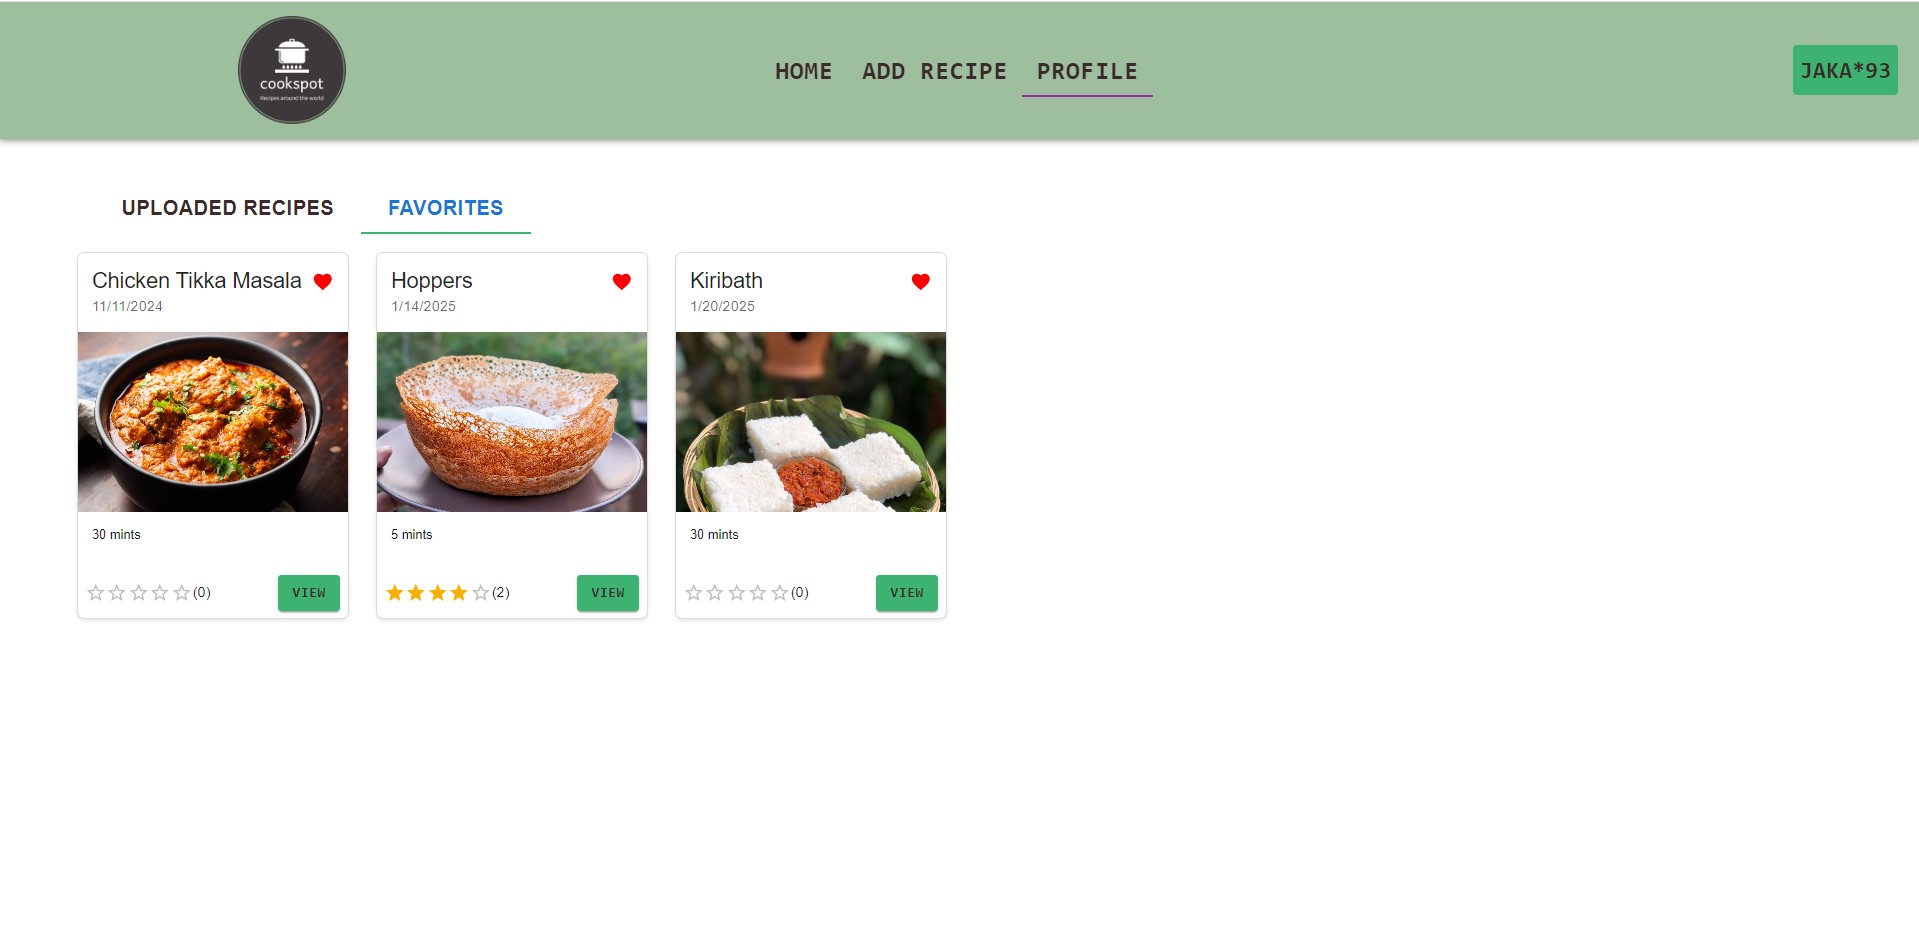 cookspot
Recipes around the world
HOME ADD RECIPE PROFILE
JAKA*93
UPLOADED RECIPES FAVORITES
Chicken Tikka Masala
11/11/2024
30 mints
(0) VIEW
Hoppers
1/14/2025
5 mints
(2) VIEW
Kiribath
1/20/2025
30 mints
(0) VIEW